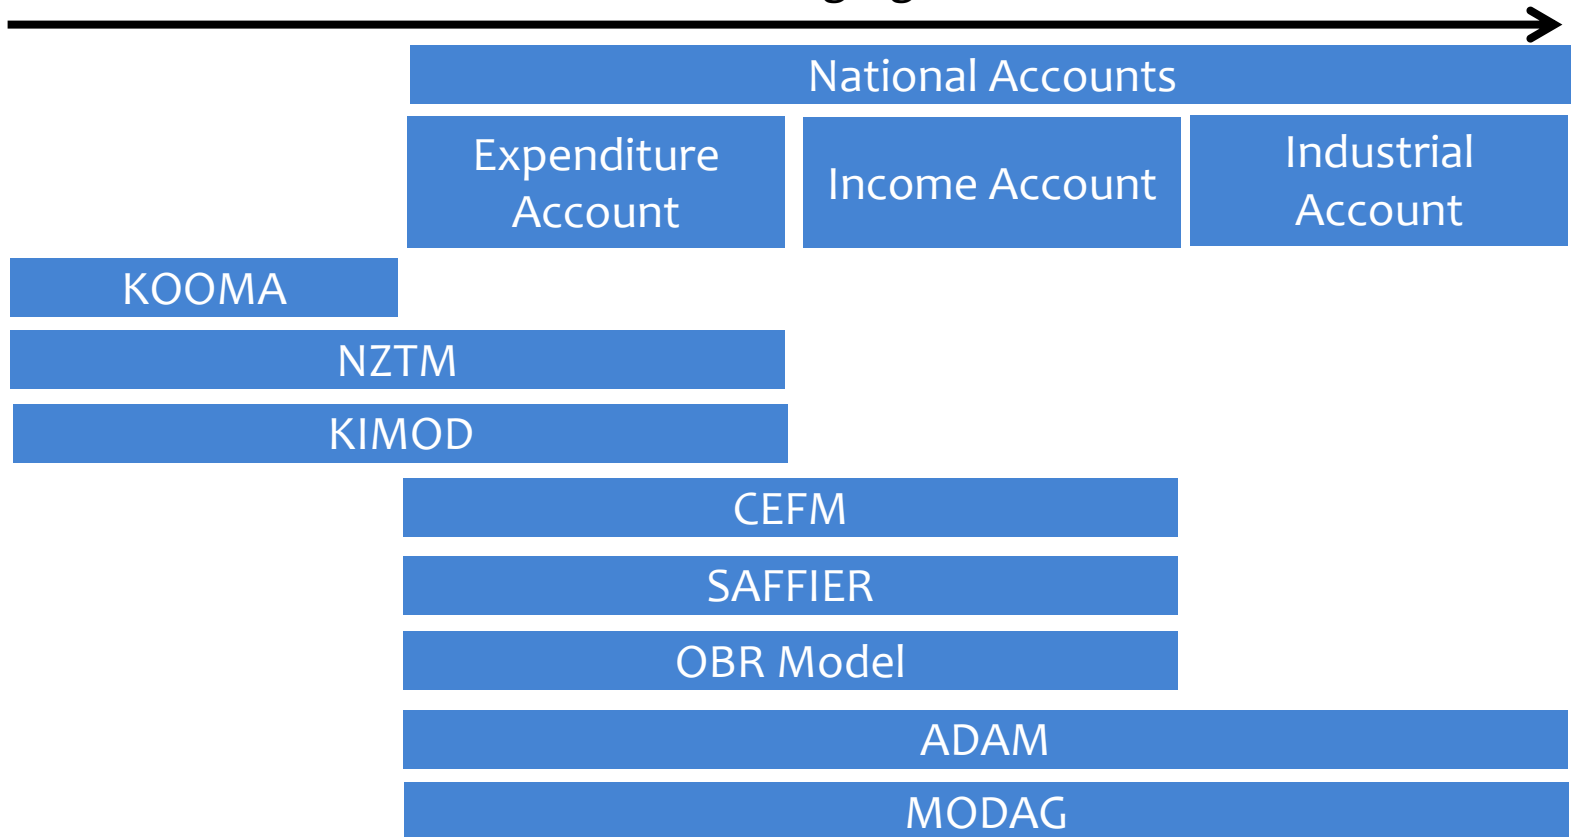 National Accounts
Expenditure
Account
Income Account
Industrial
Account
KOOMA
NZTM
KIMOD
CEFM
SAFFIER
OBR Model
ADAM
MODAG